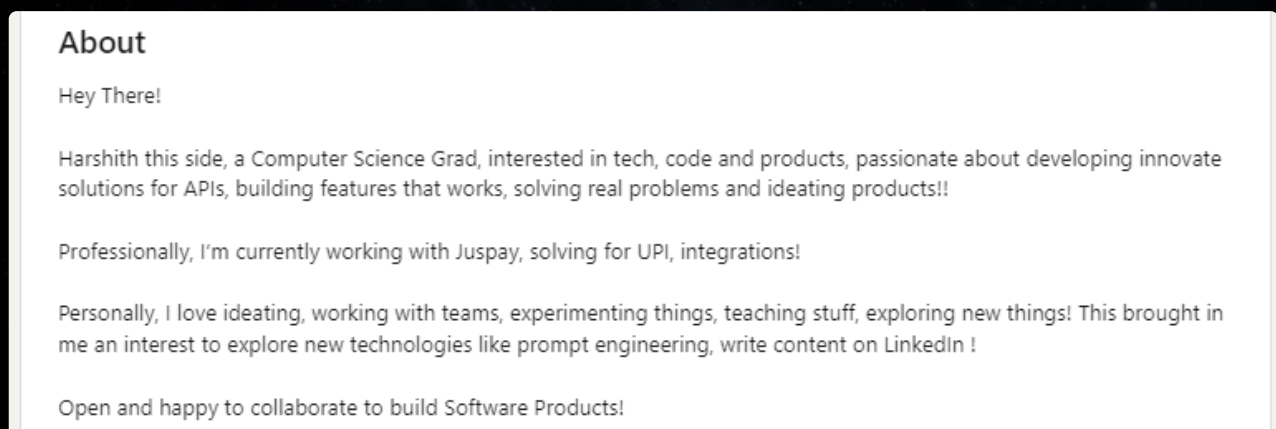 About
Hey There!
Harshith this side, a Computer Science Grad, interested in tech, code and products, passionate about developing innovate
solutions for APIs, building features that works, solving real problems and ideating products!!
Professionally, I'm currently working with Juspay, solving for UPI, integrations!
Personally, I love ideating, working with teams, experimenting things, teaching stuff, exploring new things! This brought in
me an interest to explore new technologies like prompt engineering, write content on LinkedIn !
Open and happy to collaborate to build Software Products!